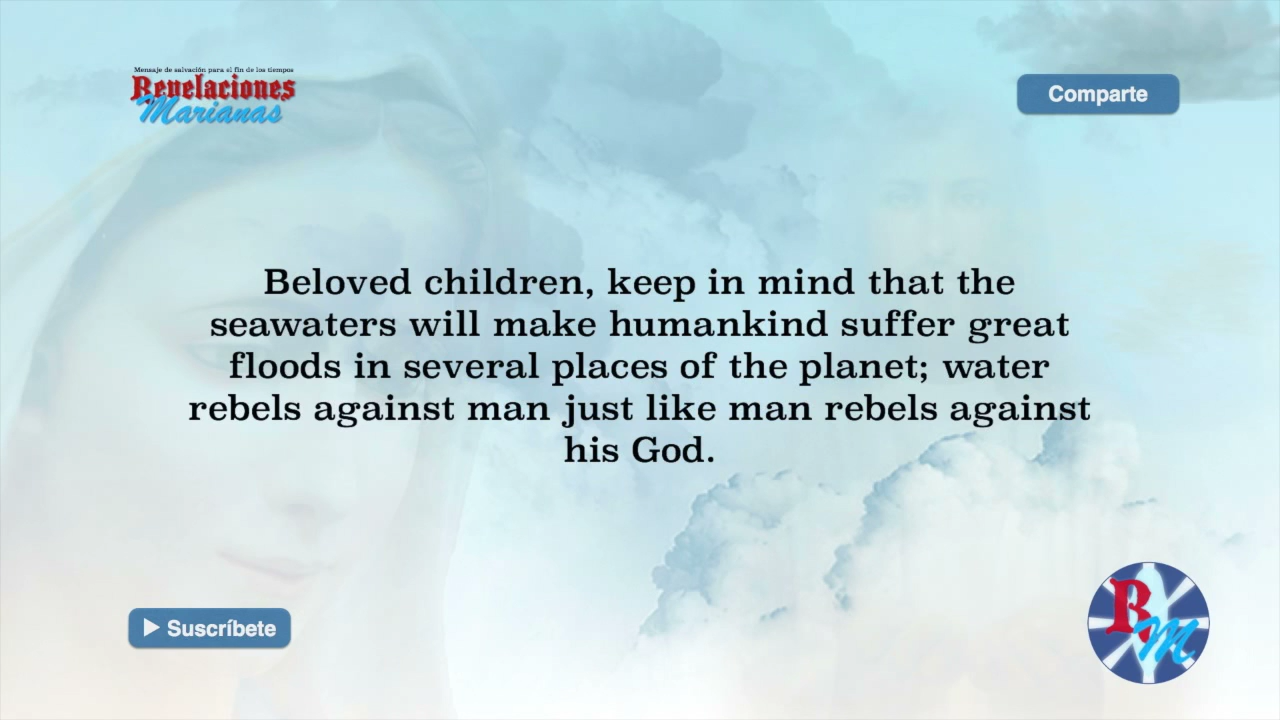 Mensaje de salvación para el fin de los tiempos
Revelaciones
Marianas
Comparte
Beloved children, keep in mind that the
seawaters will make humankind suffer great
floods in several places of the planet; water
rebels against man just like man rebels against
his God.
Suscríbete
RM